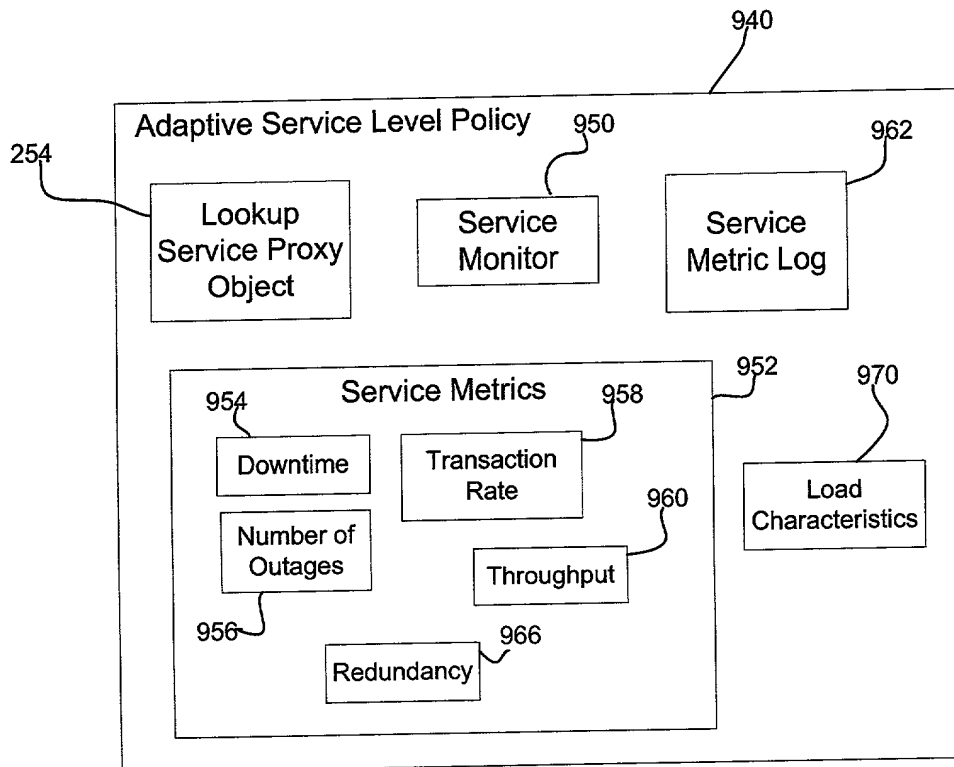 940
Adaptive Service Level Policy
950
962
254
Lookup
Service Proxy
Object
Service
Monitor
Service
Metric Log
952
Service Metrics
954
958
970
Downtime
Transaction
Rate
960
Load
Characteristics
Number of
Outages
Throughput
956
966
Redundancy